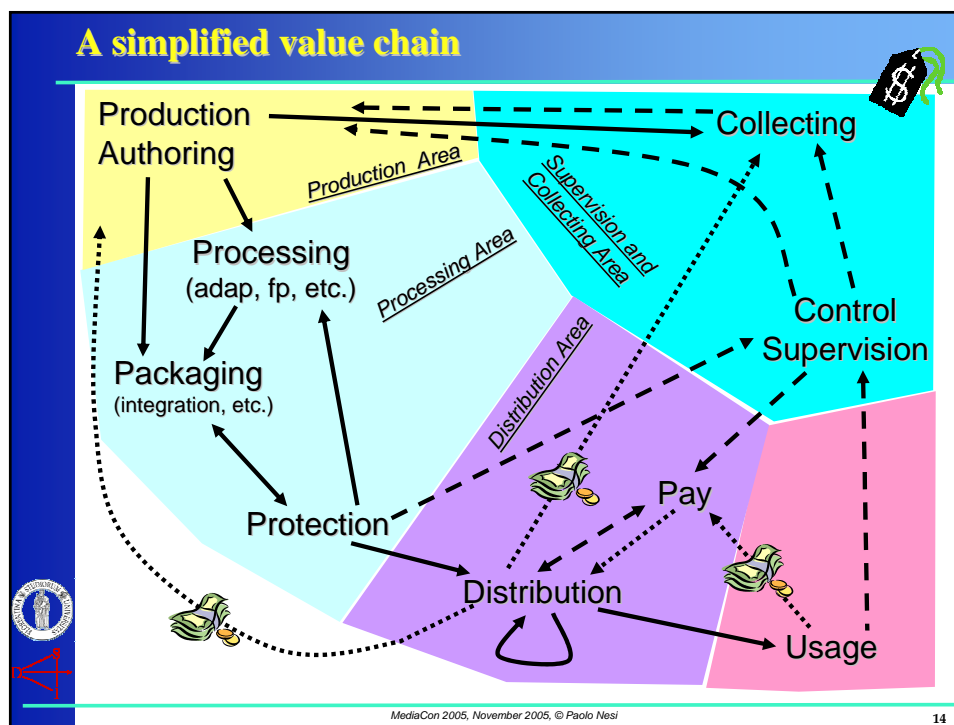 A simplified value chain
$
Production
Authoring
Collecting
Production Area
Supervision and
Collecting Area
Processing
(adap, fp, etc.)
Processing Area
Control
Supervision
Packaging
(integration, etc.)
Distribution Area
Pay
Protection
Distribution
Usage
MediaCon 2005, November 2005, © Paolo Nesi
14